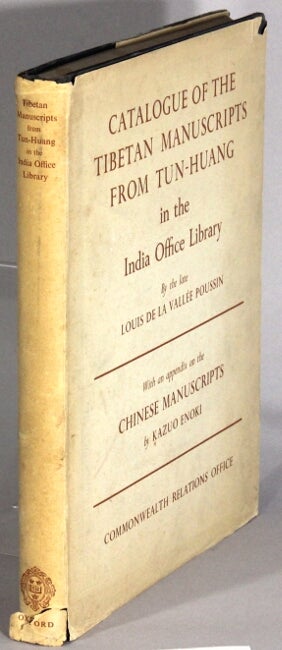 Tibetan
Manuscripts
from
Tun-Huang
in the
India Office
Library
OXFORD
CATALOGUE OF THE
TIBETAN MANUSCRIPTS
FROM TUN-HUANG
in the
India Office Library
By the late
LOUIS DE LA VALLÉE POUSSIN
With an appendix on the
CHINESE MANUSCRIPTS
by KAZUO ENOKI
COMMONWEALTH RELATIONS OFFICE